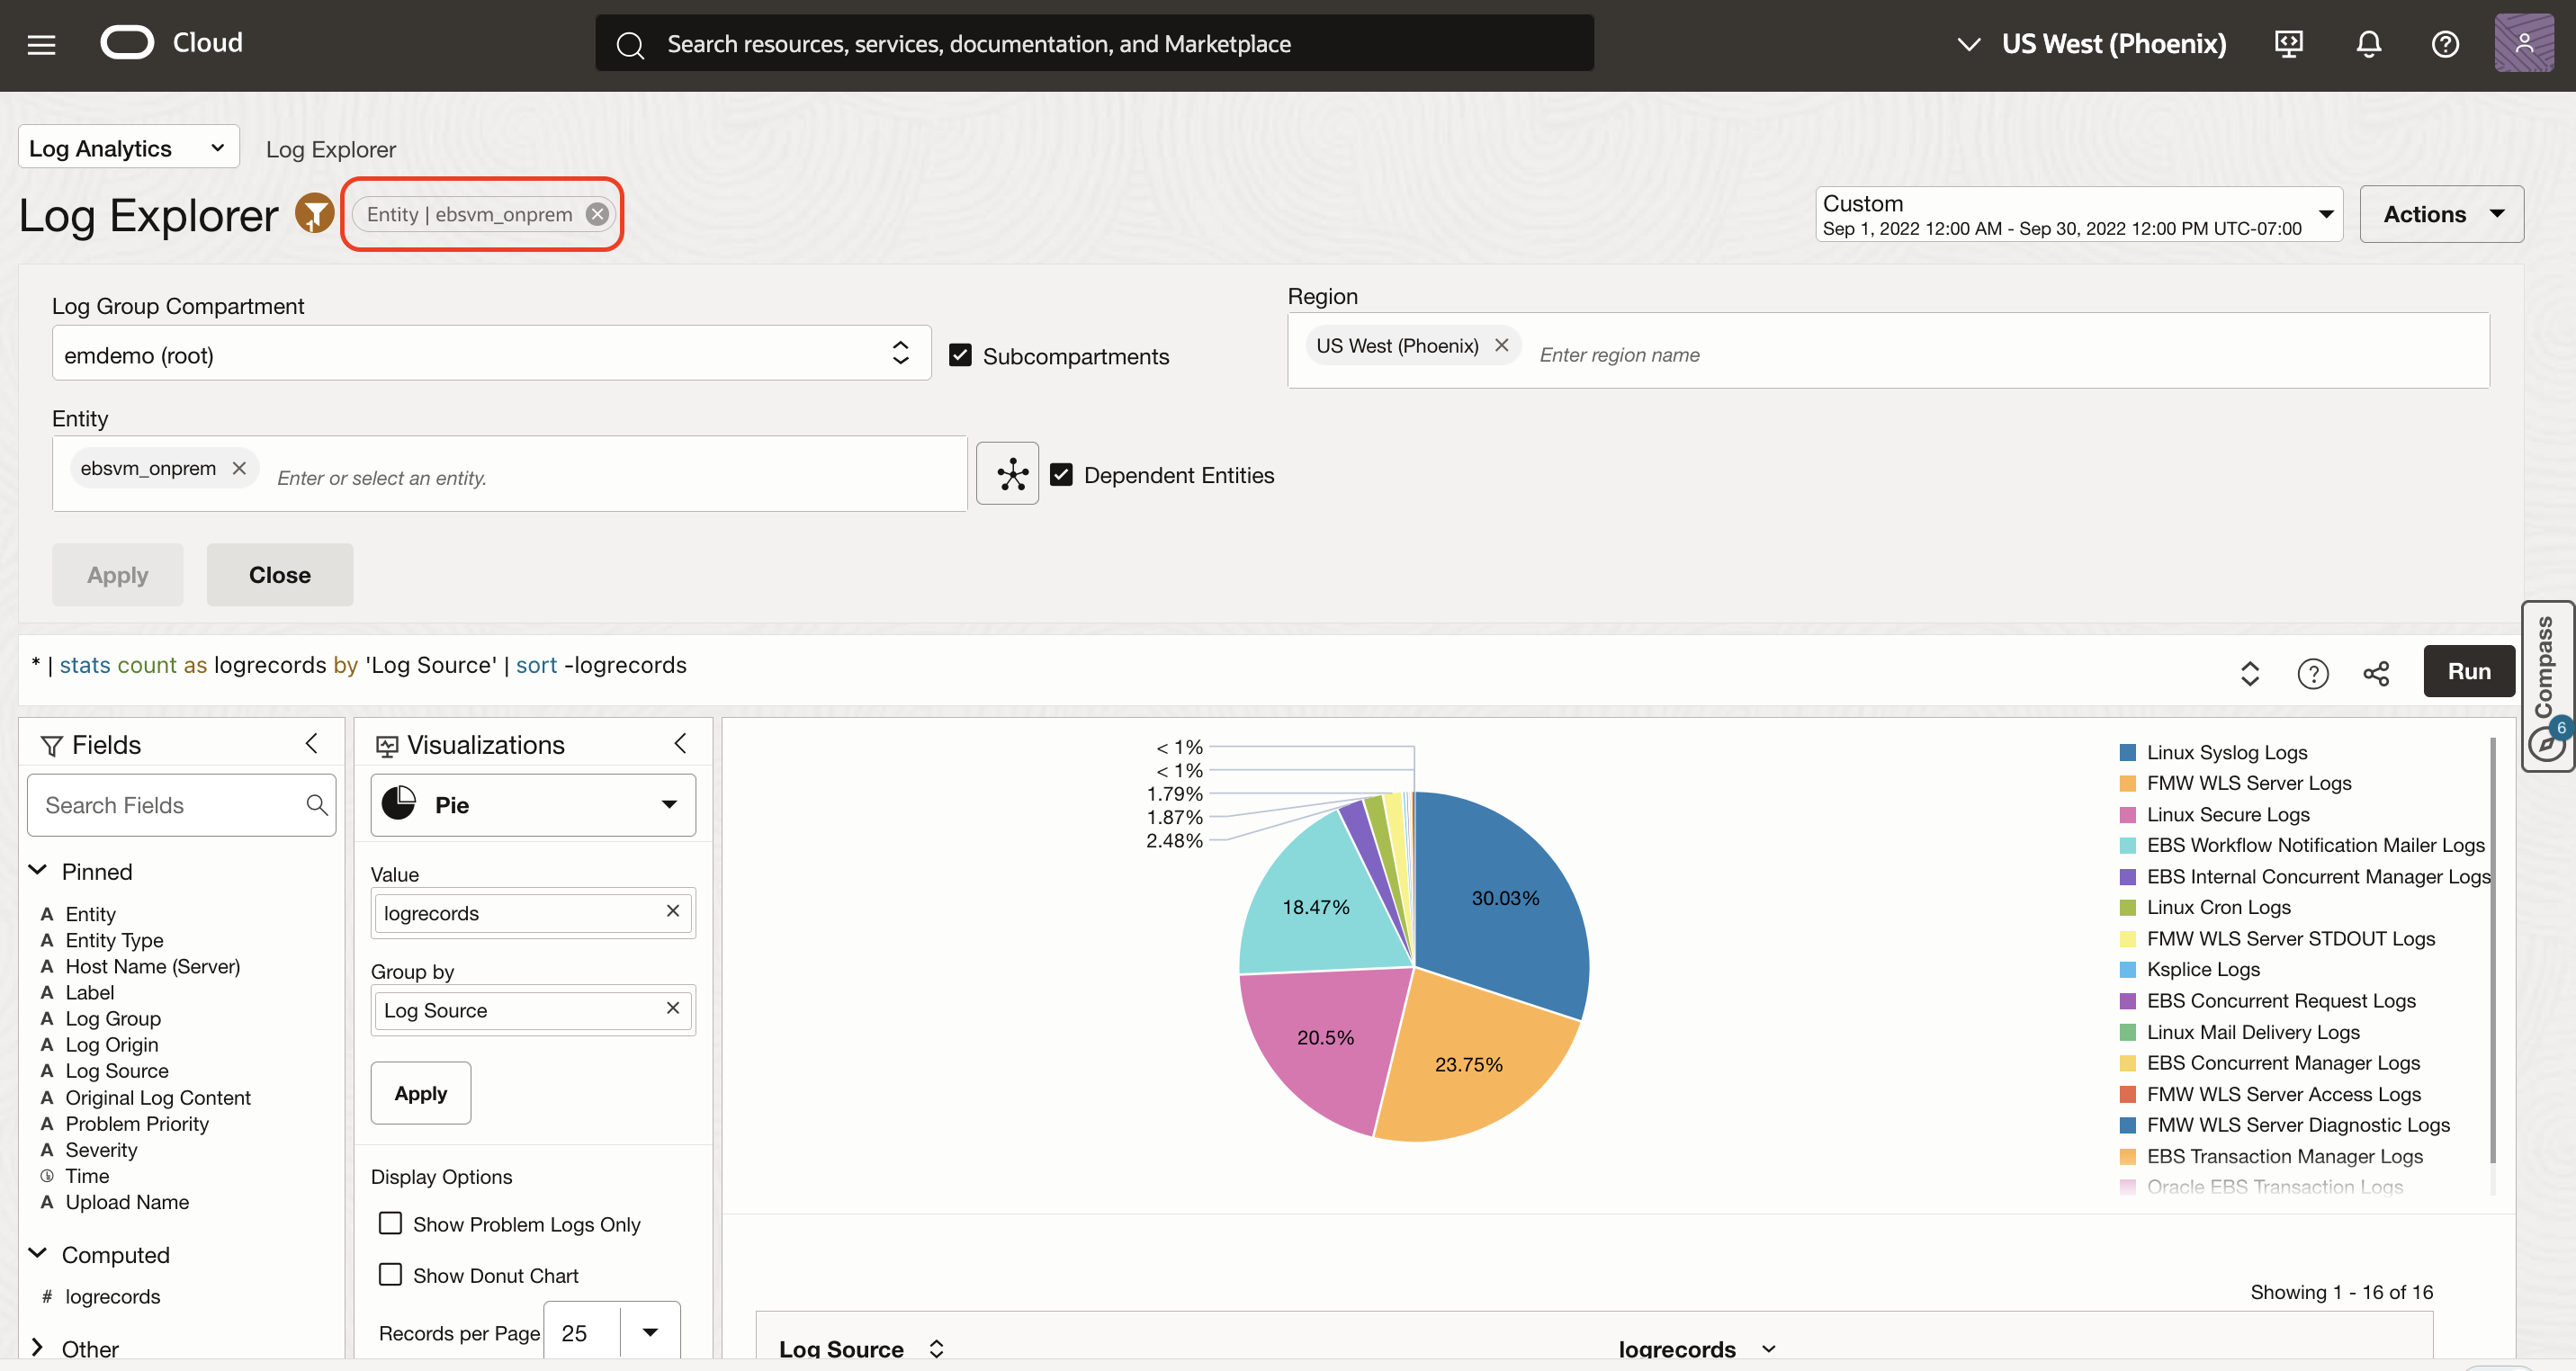 Cloud
Search resources, services, documentation, and Marketplace
US West (Phoenix)
Log Analytics
Log Explorer
Log Explorer
Entity | ebsvm_onprem
Custom
Sep 1, 2022 12:00 AM - Sep 30, 2022 12:00 PM UTC-07:00
Actions
Log Group Compartment
emdemo (root)
Subcompartments
Region
US West (Phoenix)
Enter region name
Entity
ebsvm_onprem
Enter or select an entity.
Dependent Entities
Apply
Close
* | stats count as logrecords by 'Log Source' | sort -logrecords
Run
Compass
6
Fields
Search Fields
Pinned
A Entity
A Entity Type
A Host Name (Server)
A Label
A Log Group
A Log Origin
A Log Source
A Original Log Content
A Problem Priority
A Severity
Time
A Upload Name
Computed
# logrecords
Other
Visualizations
Pie
Value
logrecords
Group by
Log Source
Apply
Display Options
Show Problem Logs Only
Show Donut Chart
Records per Page 25
< 1%
< 1%
1.79%
1.87%
2.48%
18.47%
30.03%
20.5%
23.75%
Linux Syslog Logs
FMW WLS Server Logs
Linux Secure Logs
EBS Workflow Notification Mailer Logs
EBS Internal Concurrent Manager Logs
Linux Cron Logs
FMW WLS Server STDOUT Logs
Ksplice Logs
EBS Concurrent Request Logs
Linux Mail Delivery Logs
EBS Concurrent Manager Logs
FMW WLS Server Access Logs
FMW WLS Server Diagnostic Logs
EBS Transaction Manager Logs
Oracle EBS Transaction Logs
Showing 1 - 16 of 16
Log Source
logrecords